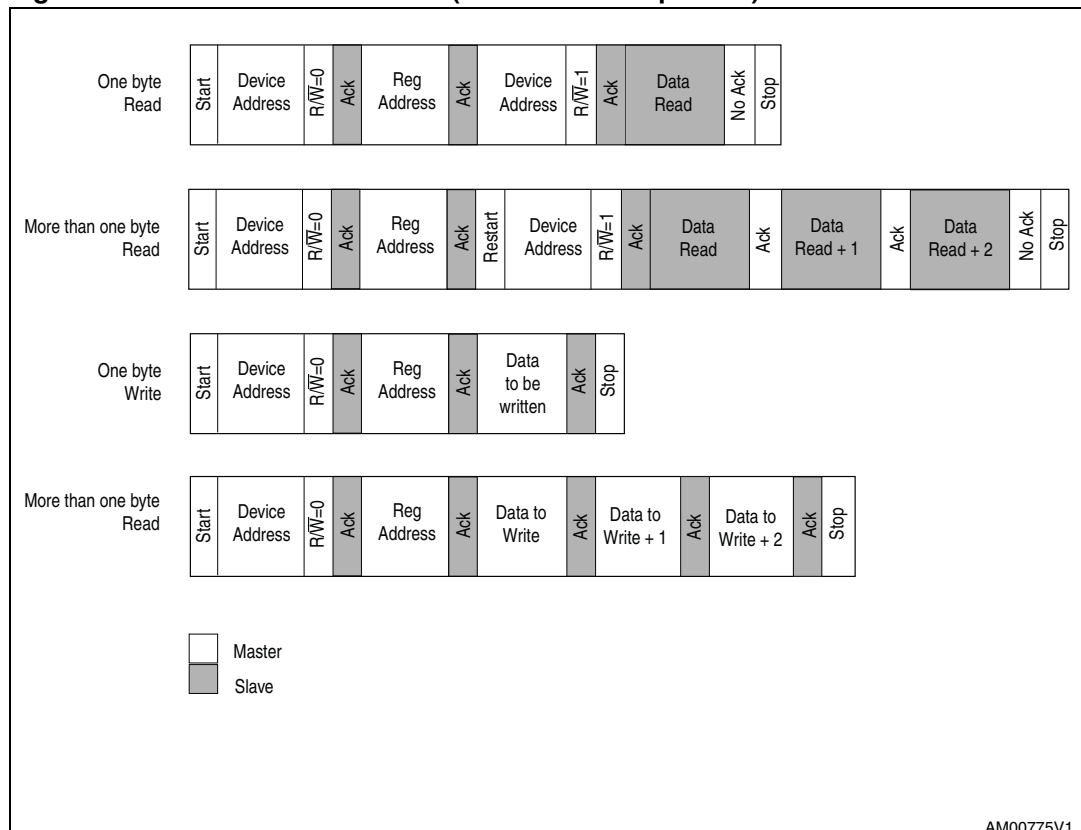 One byte
Read
Start
Device
Address
R/W̅=0
Ack
Reg
Address
Ack
Device
Address
R/W̅=1
Ack
Data
Read
No Ack
Stop
More than one byte
Read
Start
Device
Address
R/W̅=0
Ack
Reg
Address
Ack
Restart
Device
Address
R/W̅=1
Ack
Data
Read
Ack
Data
Read + 1
Ack
Data
Read + 2
No Ack
Stop
One byte
Write
Start
Device
Address
R/W̅=0
Ack
Reg
Address
Ack
Data
to be
written
Ack
Stop
More than one byte
Read
Start
Device
Address
R/W̅=0
Ack
Reg
Address
Ack
Data to
Write
Ack
Data to
Write + 1
Ack
Data to
Write + 2
Ack
Stop
Master
Slave
AM00775V1